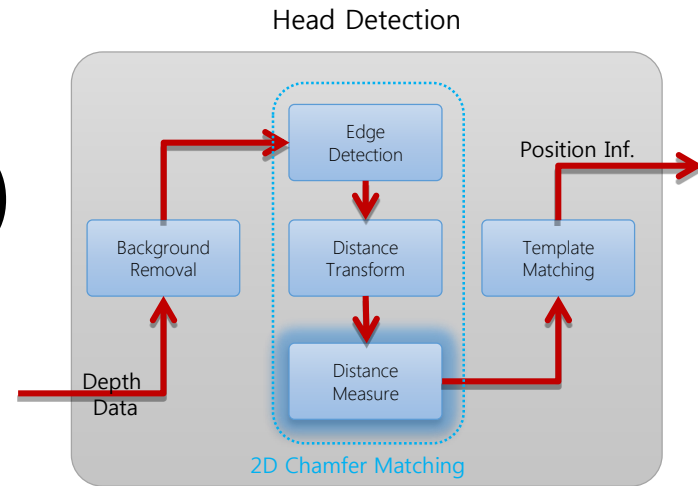 Head Detection
Edge
Detection
Position Inf.
Background
Removal
Distance
Transform
Template
Matching
Depth
Data
Distance
Measure
2D Chamfer Matching